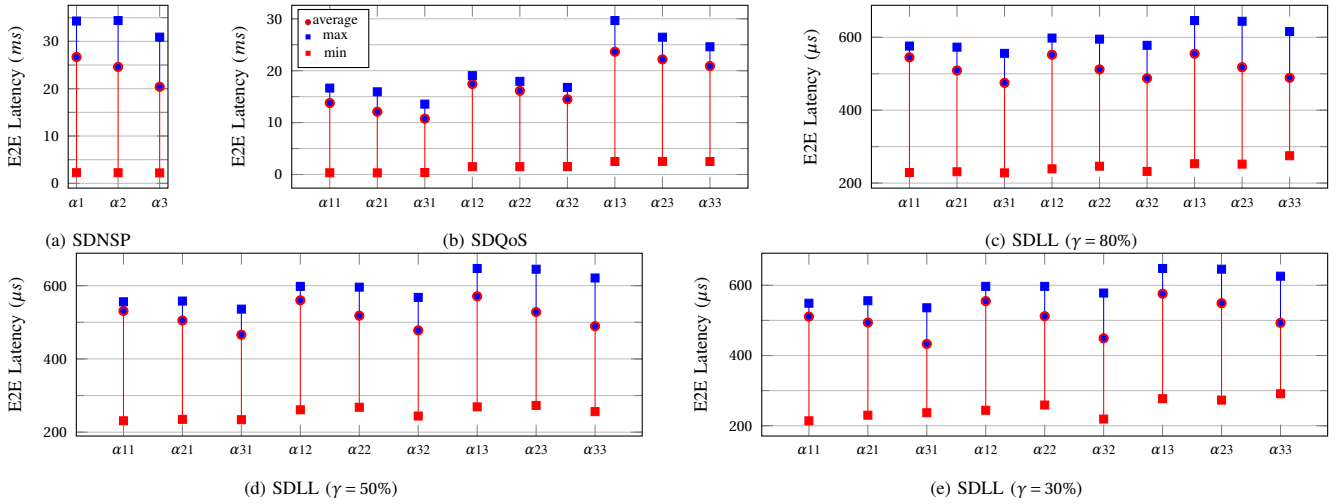 E2E Latency (ms)
30
20
10
0
α1 α2 α3
(a) SDNSP
E2E Latency (ms)
30
20
10
0
average
max
min
α11 α21 α31 α12 α22 α32 α13 α23 α33
(b) SDQoS
E2E Latency (μs)
600
400
200
α11 α21 α31 α12 α22 α32 α13 α23 α33
(c) SDLL (γ = 80%)
E2E Latency (μs)
600
400
200
α11 α21 α31 α12 α22 α32 α13 α23 α33
(d) SDLL (γ = 50%)
E2E Latency (μs)
600
400
200
α11 α21 α31 α12 α22 α32 α13 α23 α33
(e) SDLL (γ = 30%)